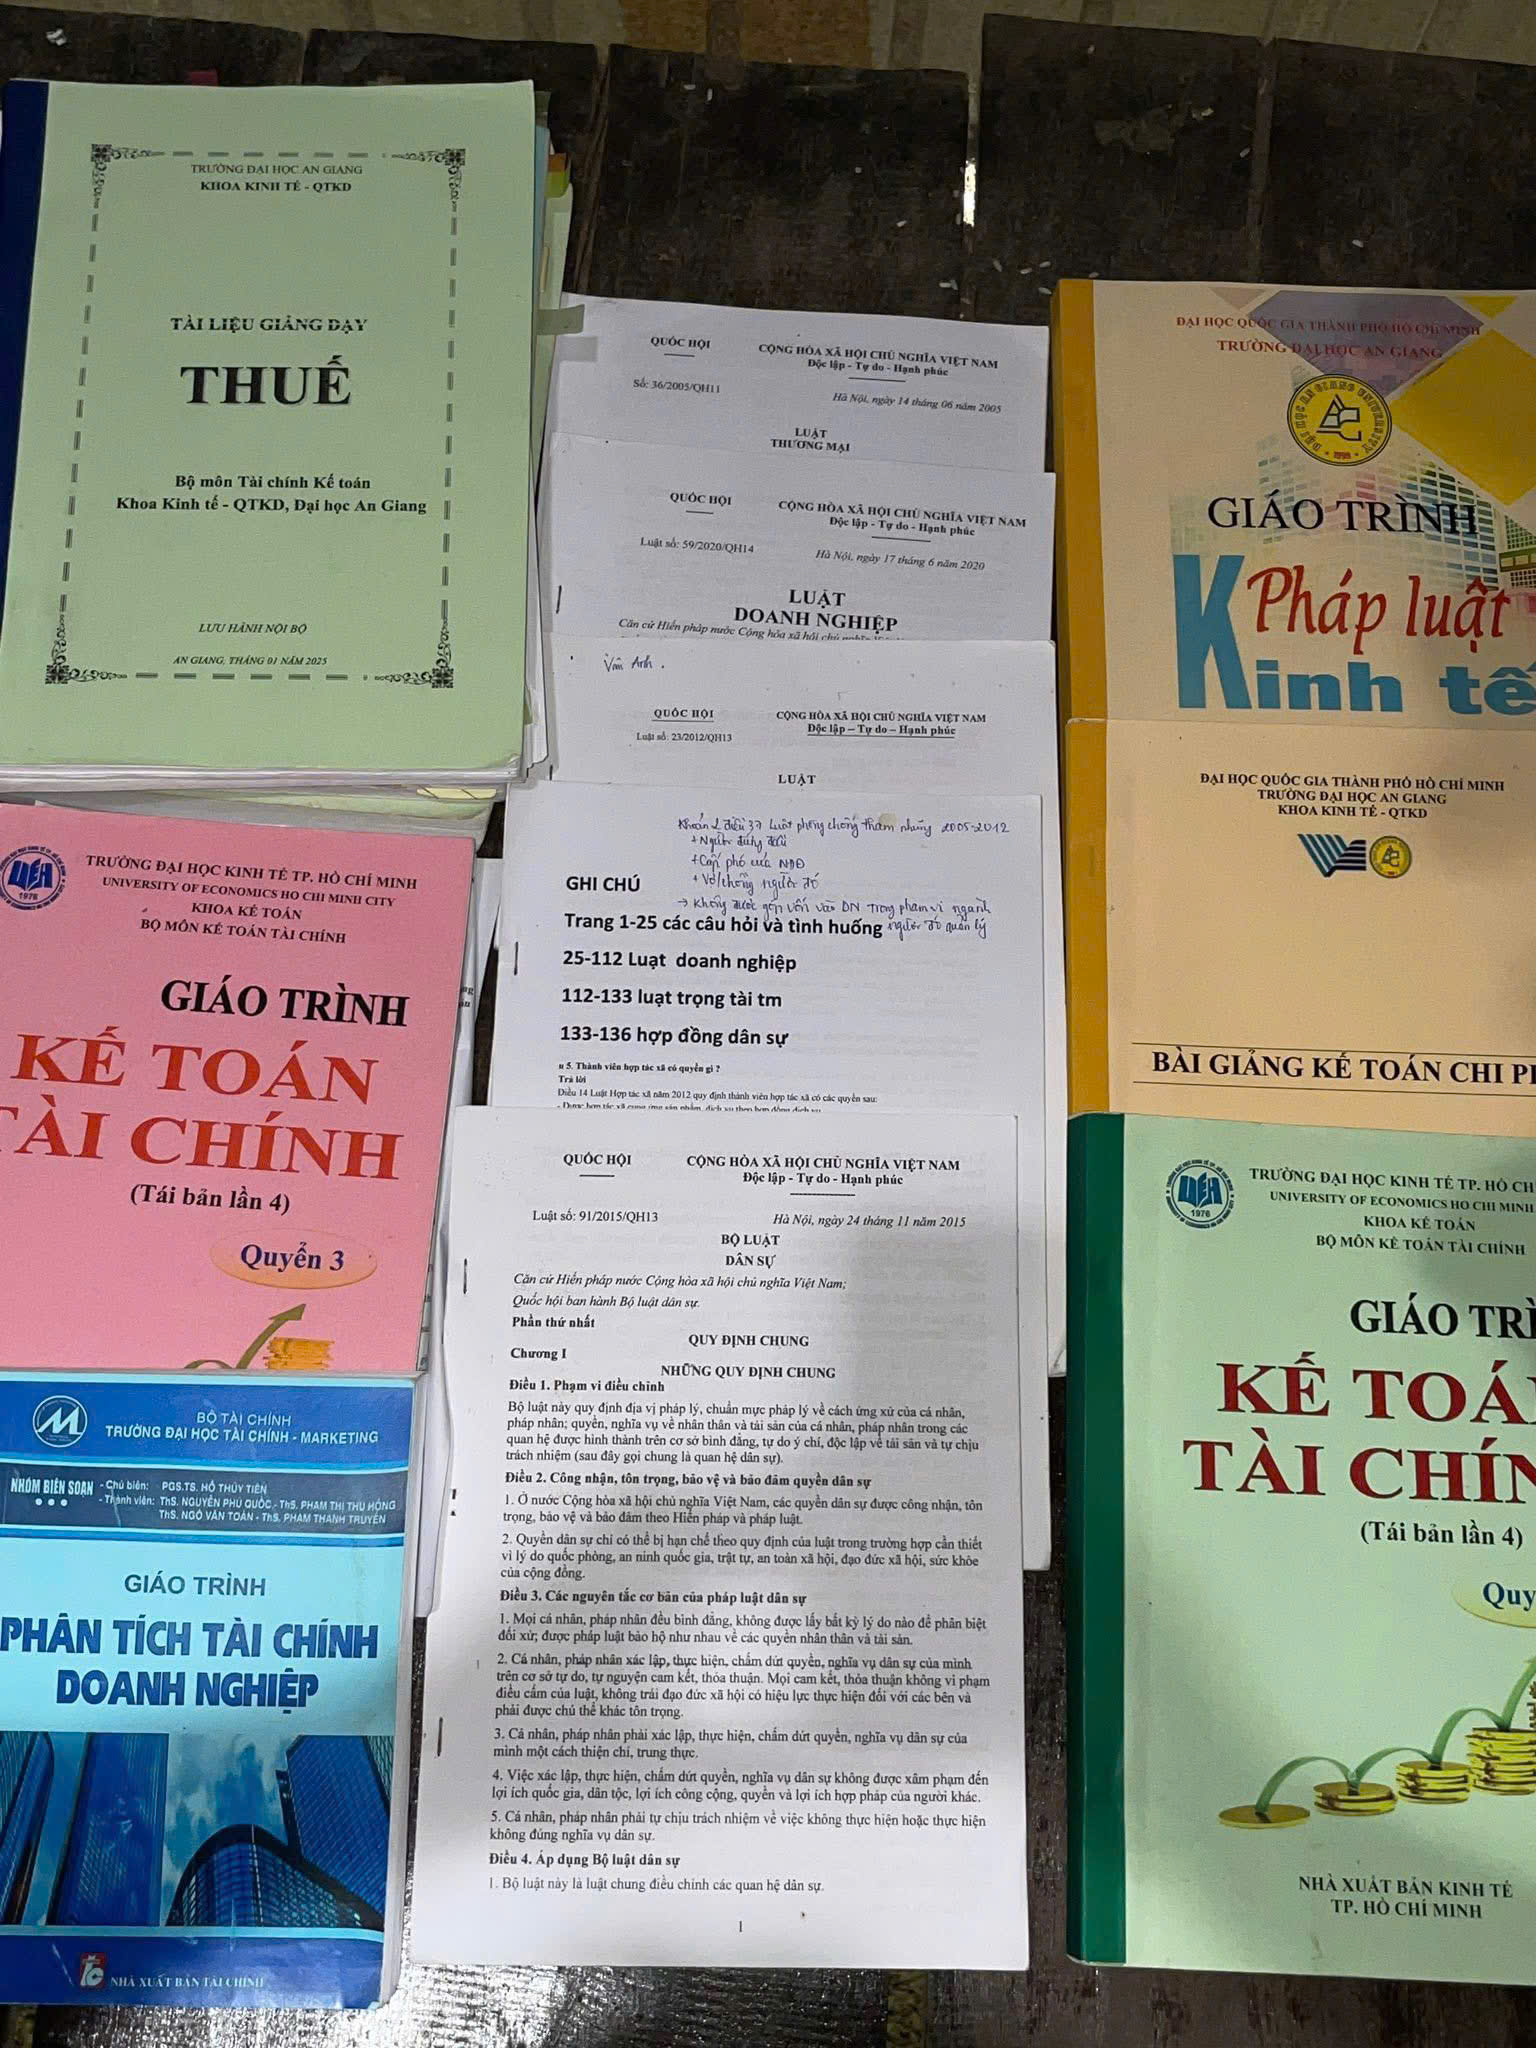 TRƯỜNG ĐẠI HỌC AN GIANG
KHOA KINH TẾ - QTKD
TÀI LIỆU GIẢNG DẠY
THUẾ
Bộ môn Tài chính Kế toán
Khoa Kinh tế - QTKD, Đại học An Giang
LƯU HÀNH NỘI BỘ
AN GIANG, THÁNG 01 NĂM 2025
TRƯỜNG ĐẠI HỌC KINH TẾ TP. HỒ CHÍ MINH
UNIVERSITY OF ECONOMICS HO CHI MINH CITY
KHOA KẾ TOÁN
BỘ MÔN KẾ TOÁN TÀI CHÍNH
UEH
1976
GIÁO TRÌNH
KẾ TOÁN
TÀI CHÍNH
(Tái bản lần 4)
Quyển 3
BỘ TÀI CHÍNH
TRƯỜNG ĐẠI HỌC TÀI CHÍNH - MARKETING
NHÓM BIÊN SOẠN - Chủ biên: PGS.TS. HỒ THỦY TIÊN
- Thành viên: ThS. NGUYỄN PHÚ QUỐC - ThS. PHẠM THỊ THU HỒNG
ThS. NGÔ VĂN TOÀN - ThS. PHẠM THANH TRUYỀN
GIÁO TRÌNH
PHÂN TÍCH TÀI CHÍNH
DOANH NGHIỆP
NHÀ XUẤT BẢN TÀI CHÍNH
QUỐC HỘI
CỘNG HÒA XÃ HỘI CHỦ NGHĨA VIỆT NAM
Độc lập - Tự do - Hạnh phúc
Số: 36/2005/QH11
Hà Nội, ngày 14 tháng 06 năm 2005
LUẬT
THƯƠNG MẠI
QUỐC HỘI
CỘNG HÒA XÃ HỘI CHỦ NGHĨA VIỆT NAM
Độc lập - Tự do - Hạnh phúc
Luật số: 59/2020/QH14
Hà Nội, ngày 17 tháng 6 năm 2020
LUẬT
DOANH NGHIỆP
Căn cứ Hiến pháp nước Cộng hòa xã hội chủ nghĩa
Vân Anh.
QUỐC HỘI
CỘNG HÒA XÃ HỘI CHỦ NGHĨA VIỆT NAM
Độc lập – Tự do – Hạnh phúc
Luật số: 23/2012/QH13
LUẬT
Khoản 2 điều 37 Luật phòng chống tham nhũng 2005-2012
+ Người đứng đầu
+ Cấp phó của NĐĐ
+ Vợ/chồng người đó
→ Không được góp vốn vào DN trong phạm vi ngành
người đó quản lý
GHI CHÚ
Trang 1-25 các câu hỏi và tình huống
25-112 Luạt doanh nghiệp
112-133 luật trọng tài tm
133-136 hợp đồng dân sự
5. Thành viên hợp tác xã có quyền gì ?
Trả lời
Điều 14 Luật Hợp tác xã năm 2012 quy định thành viên hợp tác xã có các quyền sau:
QUỐC HỘI
CỘNG HÒA XÃ HỘI CHỦ NGHĨA VIỆT NAM
Độc lập - Tự do - Hạnh phúc
Luật số: 91/2015/QH13
Hà Nội, ngày 24 tháng 11 năm 2015
BỘ LUẬT
DÂN SỰ
Căn cứ Hiến pháp nước Cộng hòa xã hội chủ nghĩa Việt Nam;
Quốc hội ban hành Bộ luật dân sự.
Phần thứ nhất
QUY ĐỊNH CHUNG
Chương I
NHỮNG QUY ĐỊNH CHUNG
Điều 1. Phạm vi điều chỉnh
Bộ luật này quy định địa vị pháp lý, chuẩn mực pháp lý về cách ứng xử của cá nhân,
pháp nhân; quyền, nghĩa vụ về nhân thân và tài sản của cá nhân, pháp nhân trong các
quan hệ được hình thành trên cơ sở bình đẳng, tự do ý chí, độc lập về tài sản và tự chịu
trách nhiệm (sau đây gọi chung là quan hệ dân sự).
Điều 2. Công nhận, tôn trọng, bảo vệ và bảo đảm quyền dân sự
1. Ở nước Cộng hòa xã hội chủ nghĩa Việt Nam, các quyền dân sự được công nhận, tôn
trọng, bảo vệ và bảo đảm theo Hiến pháp và pháp luật.
2. Quyền dân sự chỉ có thể bị hạn chế theo quy định của luật trong trường hợp cần thiết
vì lý do quốc phòng, an ninh quốc gia, trật tự, an toàn xã hội, đạo đức xã hội, sức khỏe
của cộng đồng.
Điều 3. Các nguyên tắc cơ bản của pháp luật dân sự
1. Mọi cá nhân, pháp nhân đều bình đẳng, không được lấy bất kỳ lý do nào để phân biệt
đối xử; được pháp luật bảo hộ như nhau về các quyền nhân thân và tài sản.
2. Cá nhân, pháp nhân xác lập, thực hiện, chấm dứt quyền, nghĩa vụ dân sự của mình
trên cơ sở tự do, tự nguyện cam kết, thỏa thuận. Mọi cam kết, thỏa thuận không vi phạm
điều cấm của luật, không trái đạo đức xã hội có hiệu lực thực hiện đối với các bên và
phải được chủ thể khác tôn trọng.
3. Cá nhân, pháp nhân phải xác lập, thực hiện, chấm dứt quyền, nghĩa vụ dân sự của
mình một cách thiện chí, trung thực.
4. Việc xác lập, thực hiện, chấm dứt quyền, nghĩa vụ dân sự không được xâm phạm đến
lợi ích quốc gia, dân tộc, lợi ích công cộng, quyền và lợi ích hợp pháp của người khác.
5. Cá nhân, pháp nhân phải tự chịu trách nhiệm về việc không thực hiện hoặc thực hiện
không đúng nghĩa vụ dân sự.
Điều 4. Áp dụng Bộ luật dân sự
1. Bộ luật này là luật chung điều chỉnh các quan hệ dân sự.
1
ĐẠI HỌC QUỐC GIA THÀNH PHỐ HỒ CHÍ MINH
TRƯỜNG ĐẠI HỌC AN GIANG
GIÁO TRÌNH
Pháp luật
Kinh tế
ĐẠI HỌC QUỐC GIA THÀNH PHỐ HỒ CHÍ MINH
TRƯỜNG ĐẠI HỌC AN GIANG
KHOA KINH TẾ - QTKD
BÀI GIẢNG KẾ TOÁN CHI
TRƯỜNG ĐẠI HỌC KINH TẾ TP. HỒ
UNIVERSITY OF ECONOMICS HO CHI MINH
KHOA KẾ TOÁN
BỘ MÔN KẾ TOÁN TÀI CHÍNH
UEH
1976
GIÁO
KẾ
TÀI
(Tái bản lần 4)
NHÀ XUẤT BẢN KINH TẾ
TP. HỒ CHÍ MINH